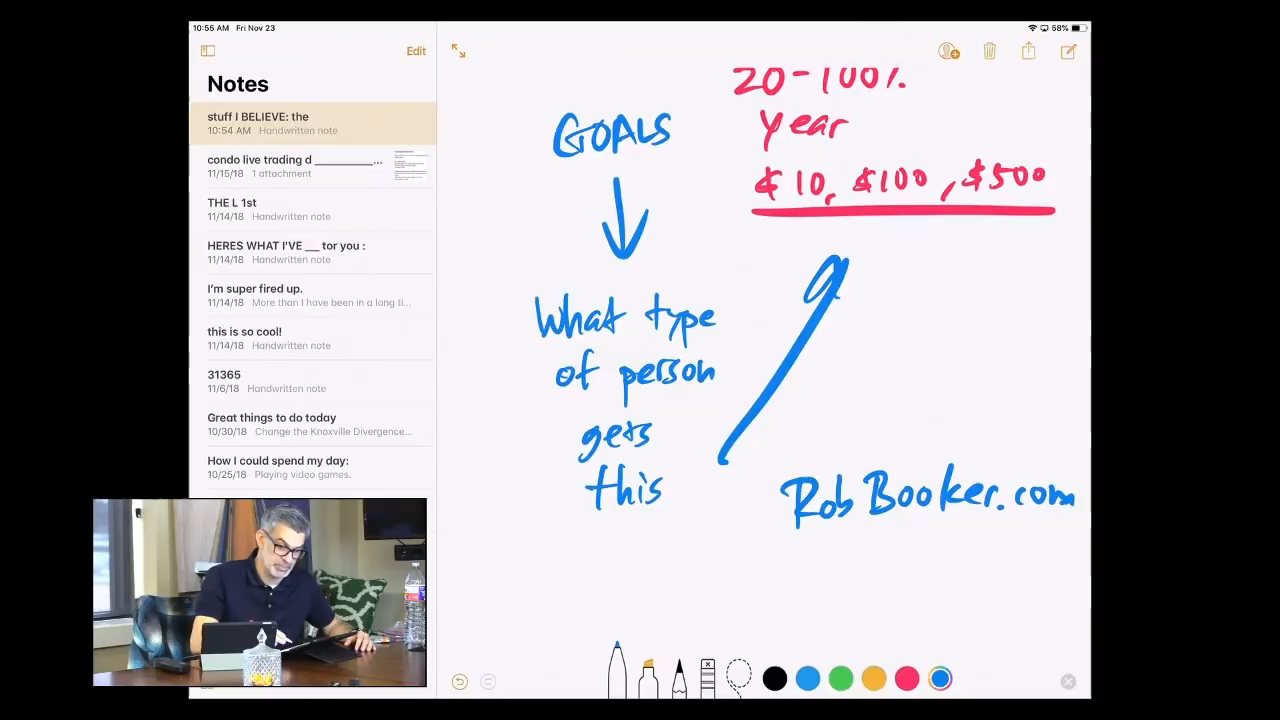 10:55 AM Fri Nov 23
58%
Edit
Notes
stuff I BELIEVE: the
10:54 AM Handwritten note
condo live trading d __________...
11/15/18 1 attachment
THE L 1st
11/14/18 Handwritten note
HERES WHAT I'VE __ tor you :
11/14/18 Handwritten note
I'm super fired up.
11/14/18 More than I have been in a long ti...
this is so cool!
11/14/18 Handwritten note
31365
11/6/18 Handwritten note
Great things to do today
10/30/18 Change the Knoxville Divergence...
How I could spend my day:
10/25/18 Playing video games.
20-100%
Year
$10, $100, $500
GOALS
What type
of person
gets
this
RobBooker.com